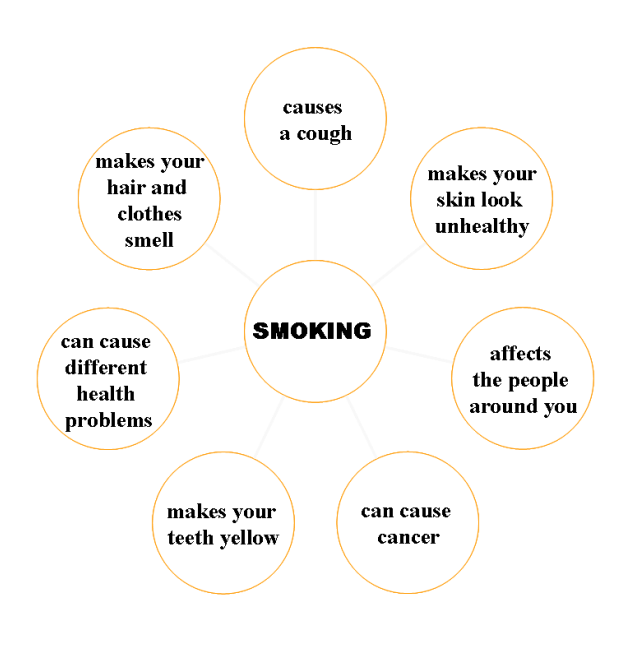 causes
a cough
makes your
hair and
clothes
smell
makes your
skin look
unhealthy
SMOKING
can cause
different
health
problems
affects
the people
around you
makes your
teeth yellow
can cause
cancer